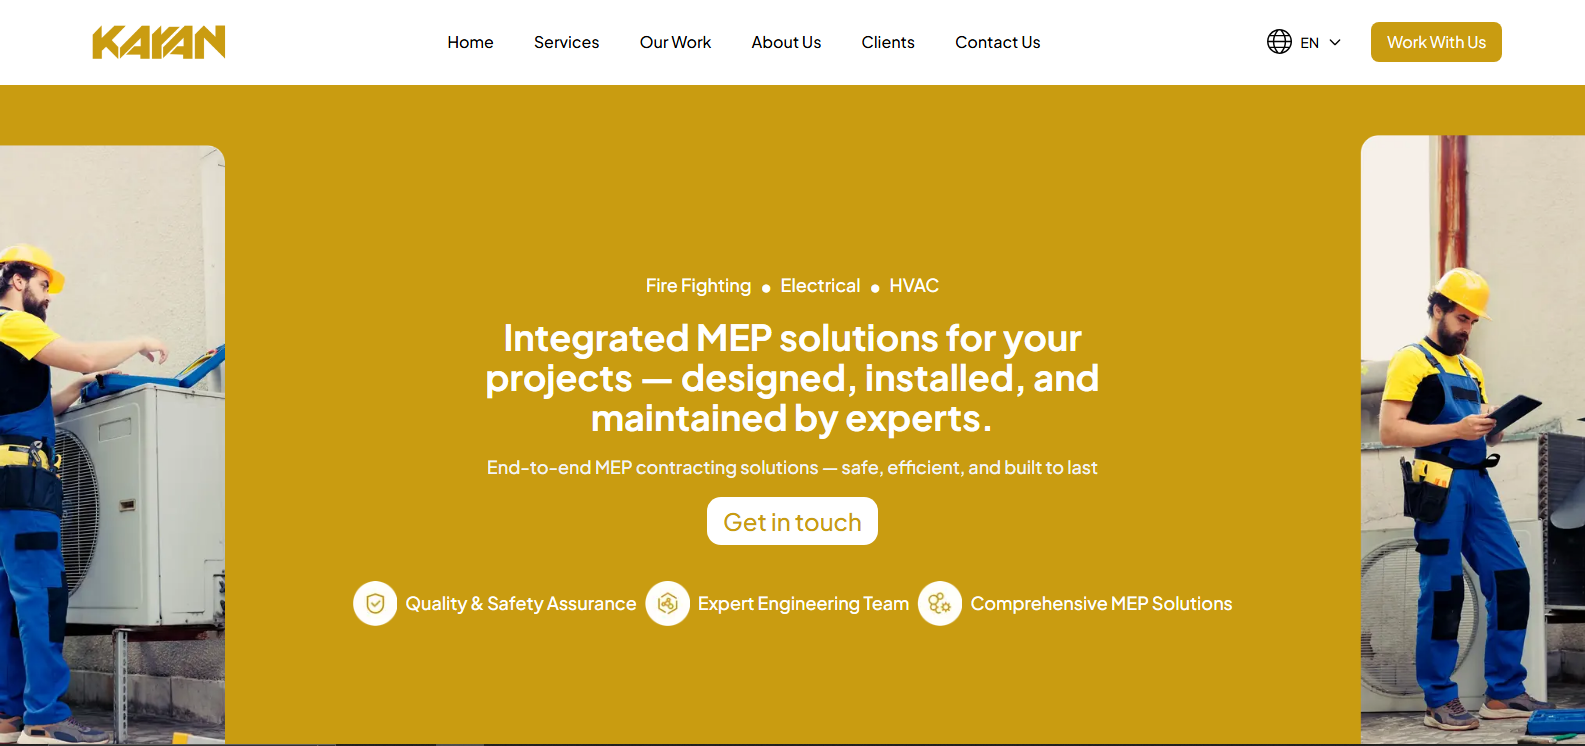 KAYAN
Home
Services
Our Work
About Us
Clients
Contact Us
EN
Work With Us
Fire Fighting • Electrical • HVAC
Integrated MEP solutions for your
projects — designed, installed, and
maintained by experts.
End-to-end MEP contracting solutions — safe, efficient, and built to last
Get in touch
Quality & Safety Assurance
Expert Engineering Team
Comprehensive MEP Solutions